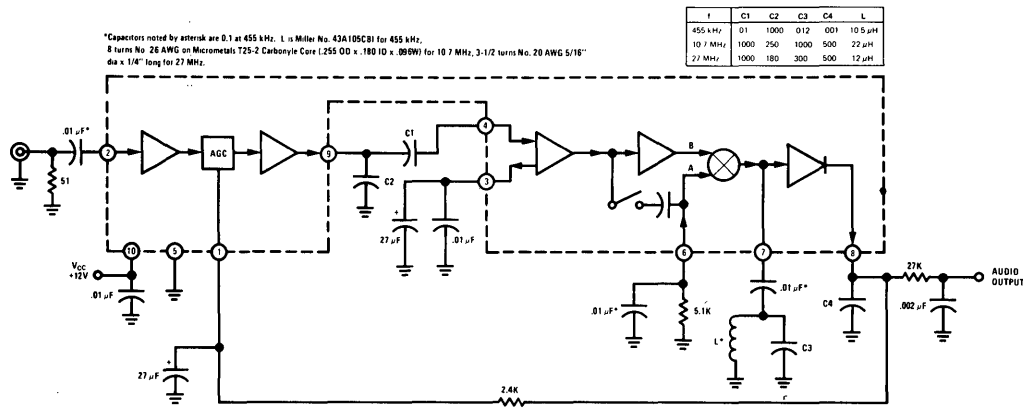 *Capacitors noted by asterisk are 0.1 at 455 kHz. L is Miller No. 43A105CBI for 455 kHz,
8 turns No 26 AWG on Micrometals T25-2 Carbonyle Core (.255 OD x .180 ID x .096W) for 10 7 MHz, 3-1/2 turns No. 20 AWG 5/16"
dia x 1/4" long for 27 MHz.
f C1 C2 C3 C4 L
455 kHz 01 1000 012 001 10 5 µH
10 7 MHz 1000 250 1000 500 22 µH
27 MHz 1000 180 300 500 12 µH
.01 µF*
2
51
AGC
9
C1
C2
4
3
27 µF
+
.01 µF
B
A
10
5
1
6
7
8
VCC
+12V
.01 µF
.01 µF*
5.1K
.01 µF*
L*
C3
C4
27K
.002 µF
AUDIO
OUTPUT
27 µF
+
2.4K